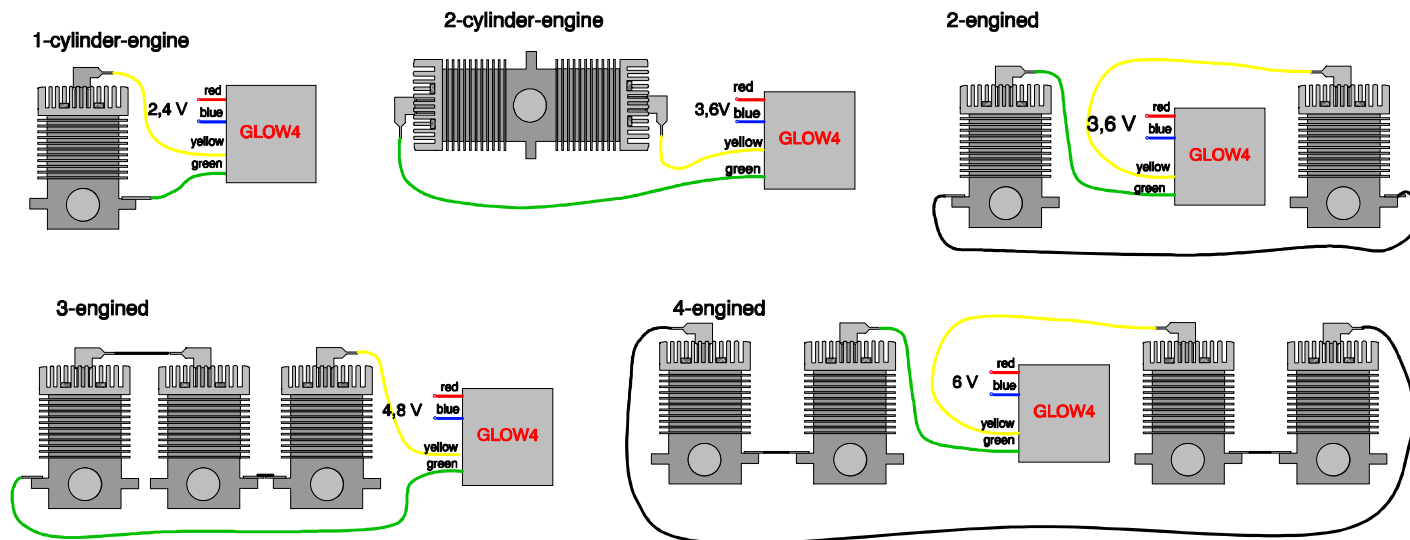 1-cylinder-engine
2,4 V
red
blue
yellow
green
GLOW4
2-cylinder-engine
3,6V
red
blue
yellow
green
GLOW4
2-engined
3,6 V
red
blue
yellow
green
GLOW4
3-engined
4,8 V
red
blue
yellow
green
GLOW4
4-engined
6 V
red
blue
yellow
green
GLOW4